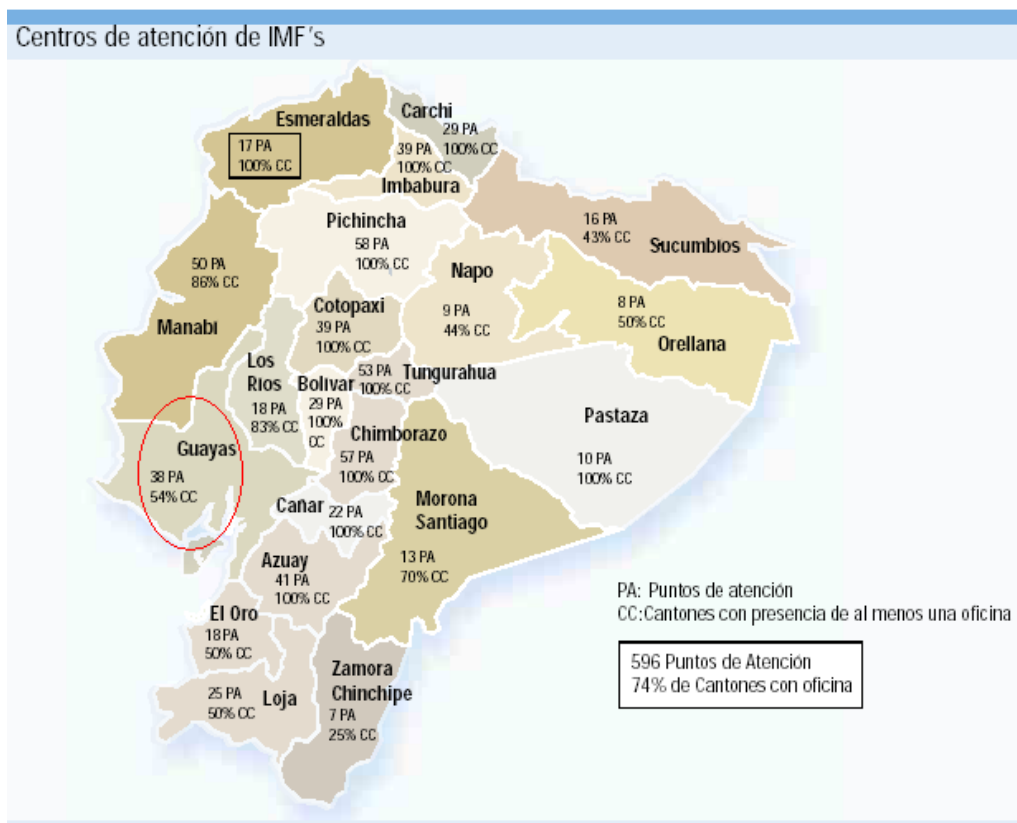 Centros de atención de IMF´s
Esmeraldas
17 PA
100% CC
Carchi
29 PA
100% CC
39 PA
100% CC
Imbabura
Pichincha
58 PA
100% CC
16 PA
43% CC
Sucumbios
50 PA
86% CC
Manabi
Napo
9 PA
44% CC
8 PA
50% CC
Orellana
Cotopaxi
39 PA
100% CC
Los
Rios
18 PA
83% CC
Bolivar
29 PA
100%
CC
53 PA
100% CC
Tungurahua
Chimborazo
57 PA
100% CC
Pastaza
10 PA
100% CC
Guayas
38 PA
54% CC
Cañar
22 PA
100% CC
Morona
Santiago
13 PA
70% CC
Azuay
41 PA
100% CC
El Oro
18 PA
50% CC
25 PA
50% CC
Loja
Zamora
Chinchipe
7 PA
25% CC
PA: Puntos de atención
CC:Cantones con presencia de al menos una oficina
596 Puntos de Atención
74% de Cantones con oficina